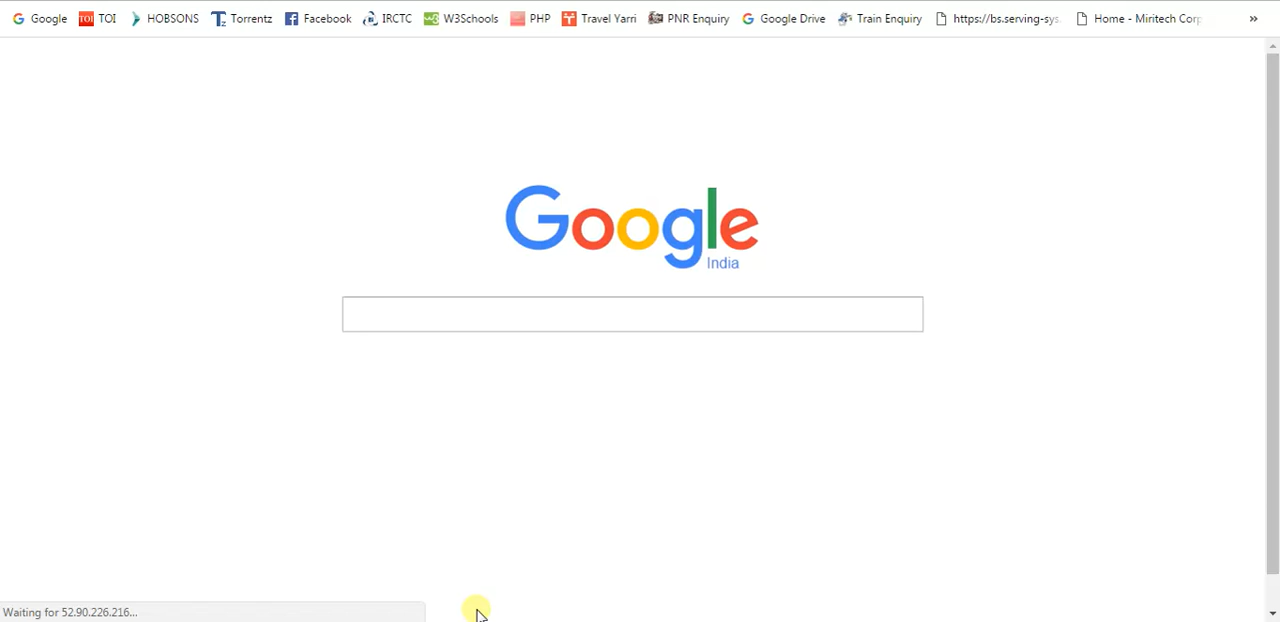 Google TOI HOBSONS Torrentz Facebook IRCTC W3Schools PHP Travel Yarri PNR Enquiry Google Drive Train Enquiry https://bs.serving-sys. Home - Miritech Corp »
Google
India
Waiting for 52.90.226.216...